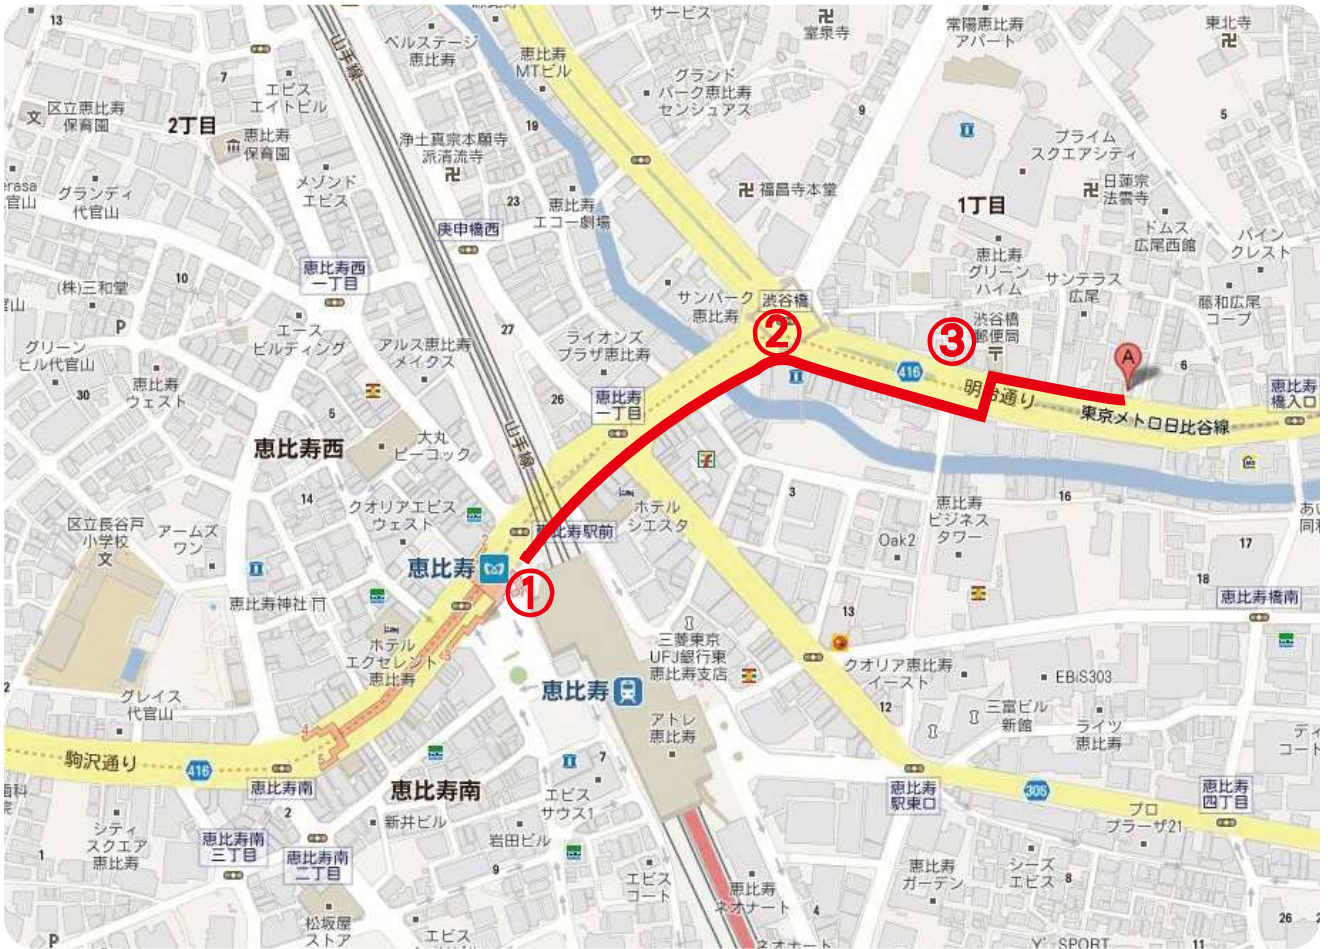 13
サービス
卍
室泉寺
常陽恵比寿
アパート
東北寺
卍
ベルステージ
恵比寿
恵比寿
MTビル
山手線
7
エビス
エイトビル
グランド
パーク恵比寿
センシュアス
9
5
文
区立恵比寿
保育園
2丁目
恵比寿
保育園
19
浄土真宗本願寺
派清流寺
卍
プライム
スクエアシティ
グランディ
代官山
メゾンド
エビス
23
恵比寿
エコー劇場
卍 福昌寺本堂
1丁目
卍
日蓮宗
法雲寺
庚申橋西
ドムス
広尾西館
パイン
クレスト
恵比寿西
一丁目
10
(株)三和堂
サンパーク
恵比寿
渋谷橋
恵比寿
グリーン
ハイム
サンテラス
広尾
藤和広尾
コープ
P
エース
ビルディング
27
アルス恵比寿
メイクス
ライオンズ
プラザ恵比寿
②
③
渋谷橋
郵便局
〒
A
6
グリーン
ヒル代官山
恵比寿
ウェスト
30
416
明治通り
恵比寿
橋入口
26
恵比寿
一丁目
東京メトロ日比谷線
5
恵比寿西
大丸
ピーコック
山手線
14
クオリアエビス
ウェスト
ホテル
シエスタ
3
16
恵比寿
ビジネス
タワー
区立長谷戸
小学校
文
アームズ
ワン
恵比寿駅前
Oak2
17
恵比寿
①
18
恵比寿神社
13
恵比寿橋南
ホテル
エクセレント
恵比寿
三菱東京
UFJ銀行東
恵比寿支店
クオリア恵比寿
イースト
EBiS303
恵比寿
グレイス
代官山
アトレ
恵比寿
12
三富ビル
新館
ライツ
恵比寿
駒沢通り
416
恵比寿南
7
恵比寿南
エビス
サウス1
恵比寿
駅東口
305
恵比寿
四丁目
プロ
プラーザ21
シティ
スクエア
恵比寿
2
新井ビル
恵比寿南
三丁目
恵比寿南
二丁目
岩田ビル
9
1
エビス
コート
恵比寿
ネオナート
恵比寿
ガーデン
シーズ
エビス
8
4
松坂屋
ストア
エビス
26
P
ネオナート
Y's SPORT
11